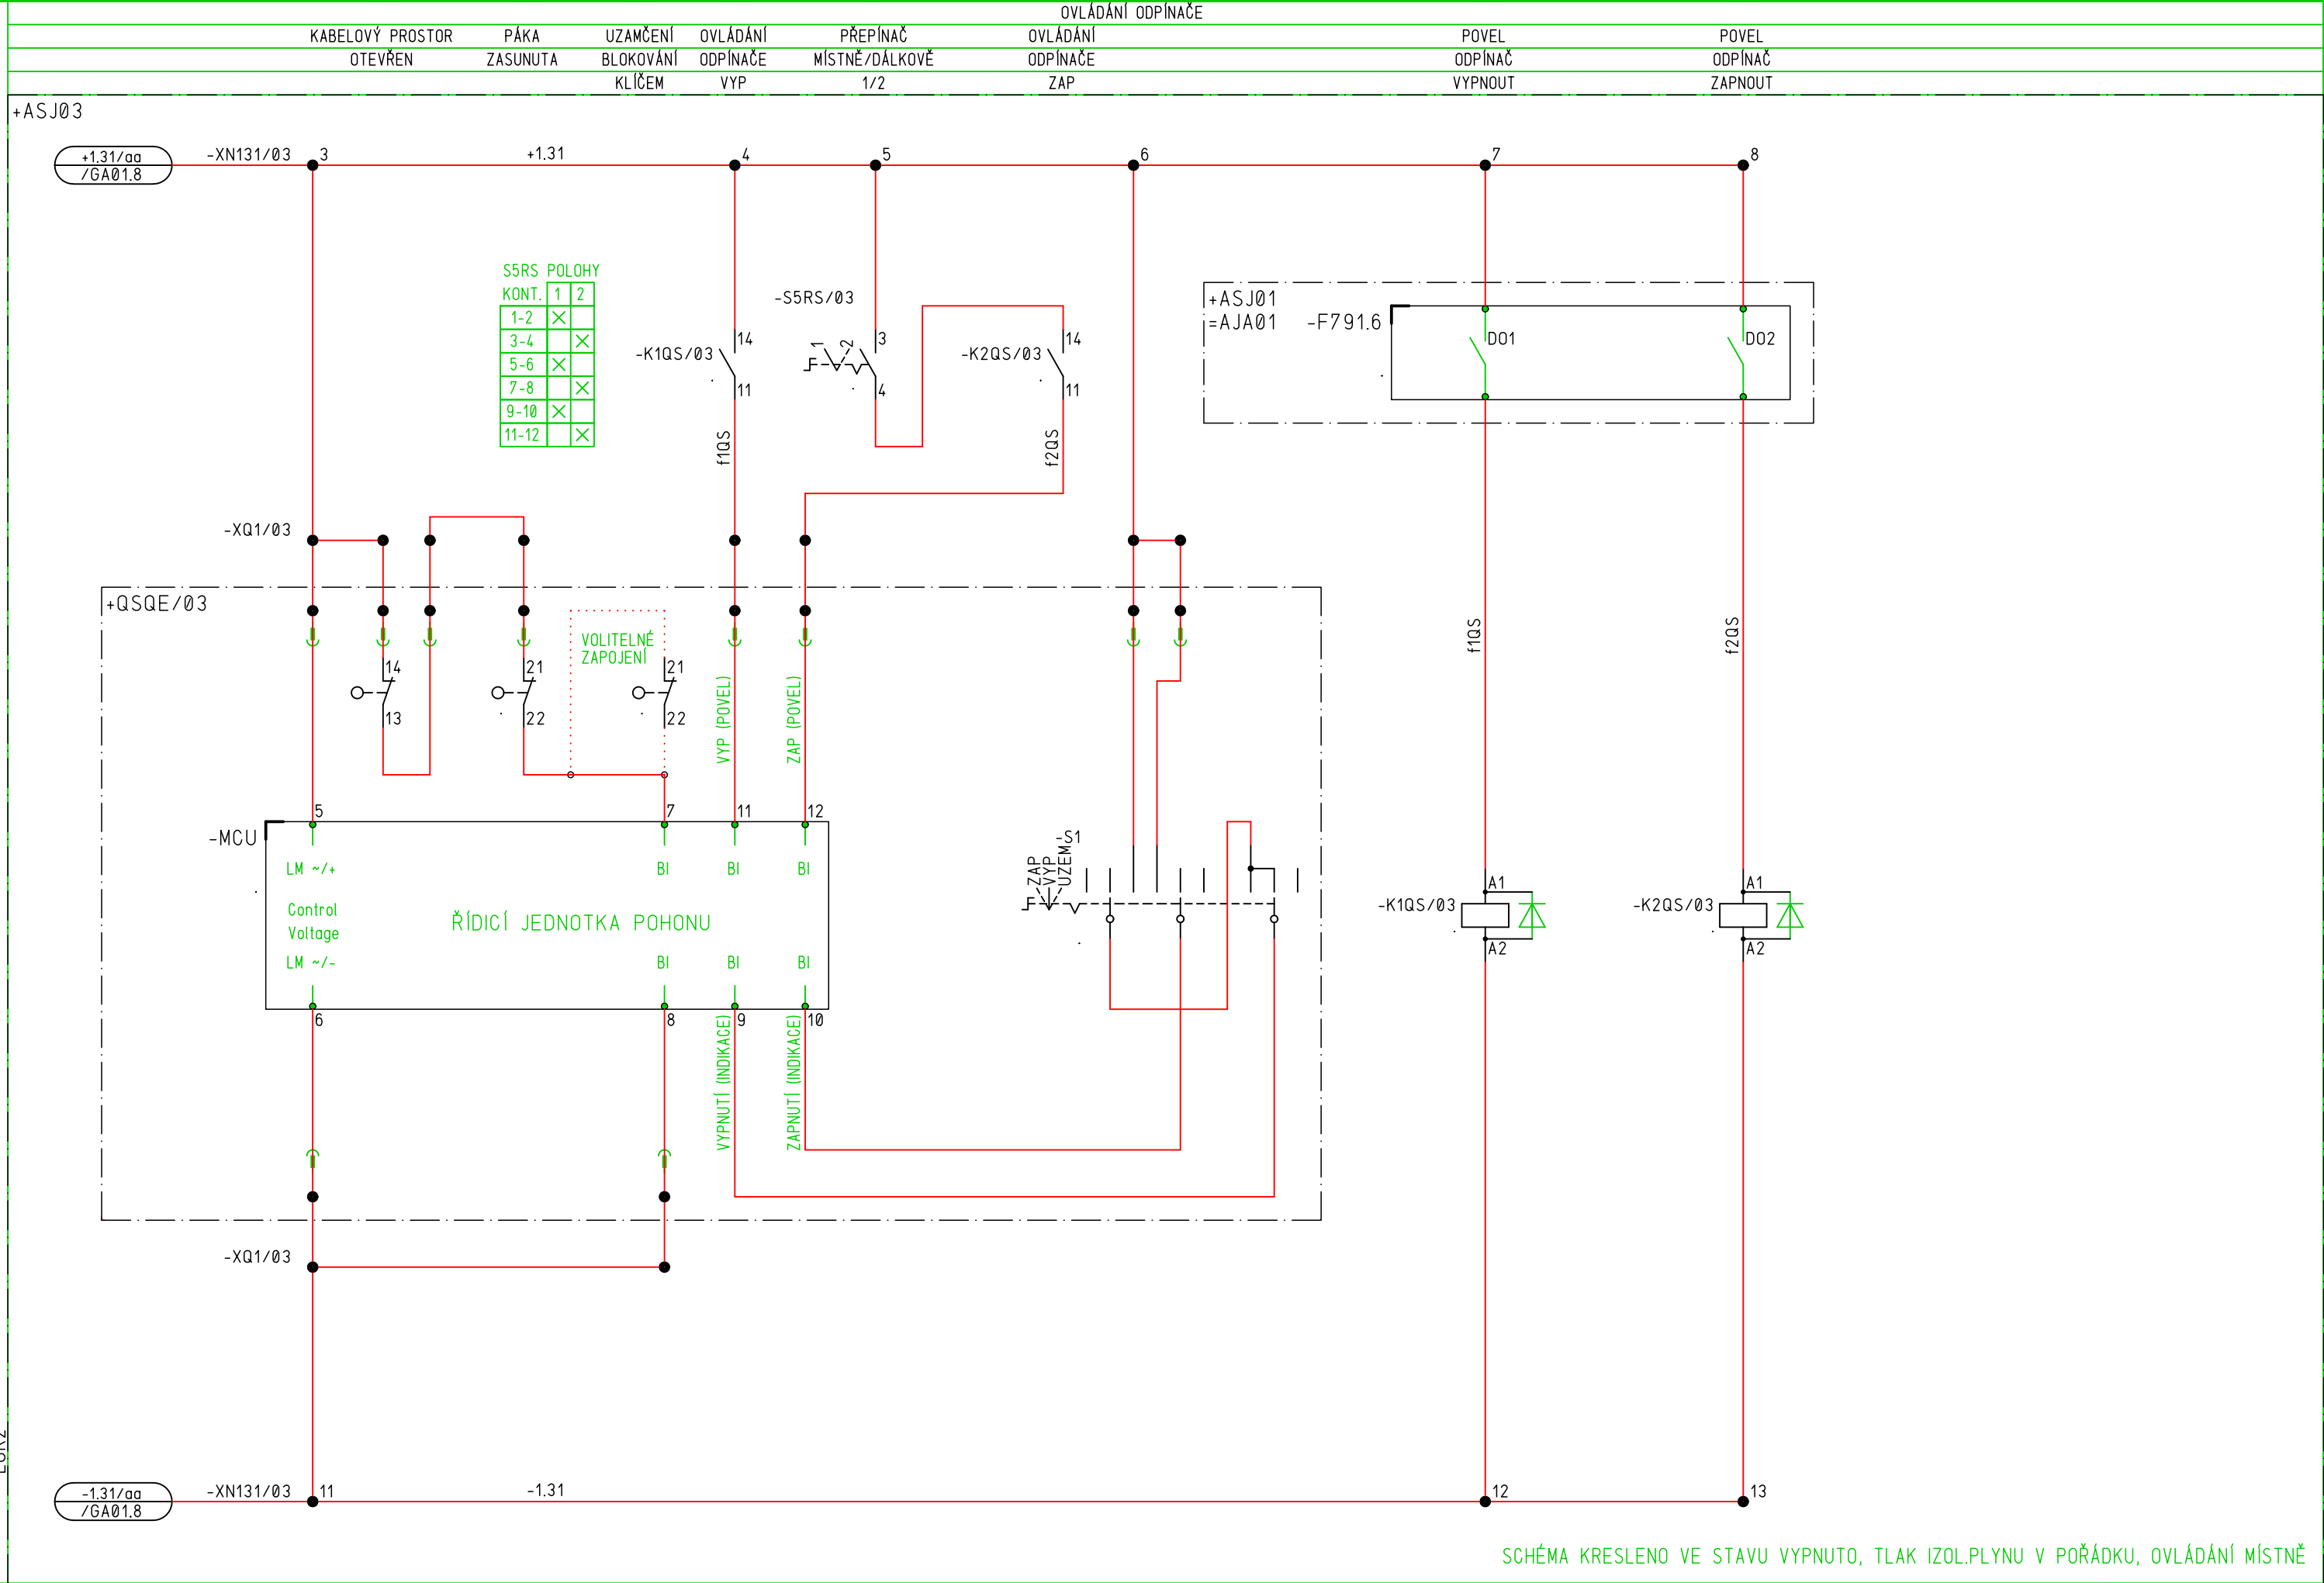 OVLÁDÁNÍ ODPÍNAČE
KABELOVÝ PROSTOR PÁKA UZAMČENÍ OVLÁDÁNÍ PŘEPÍNAČ OVLÁDÁNÍ POVEL POVEL
OTEVŘEN ZASUNUTA BLOKOVÁNÍ ODPÍNAČE MÍSTNĚ/DÁLKOVĚ ODPÍNAČE ODPÍNAČ ODPÍNAČ
KLÍČEM VYP 1/2 ZAP VYPNOUT ZAPNOUT
+ASJ03
+1.31/aa
/GA01.8
-XN131/03 3 +1.31 4 5 6 7 8
S5RS POLOHY
KONT. 1 2
1-2 X
3-4 X
5-6 X
7-8 X
9-10 X
11-12 X
-K1QS/03 14
11
f1QS
-S5RS/03
1 2
3
4
-K2QS/03 14
11
f2QS
+ASJ01
=AJA01
-F791.6
DO1
DO2
-XQ1/03
+QSQE/03
VOLITELNÉ
ZAPOJENÍ
14
13
21
22
21
22
VYP (POVEL)
ZAP (POVEL)
f1QS
f2QS
-MCU
5 7 11 12
LM ~/+ BI BI BI
Control
Voltage
ŘÍDICÍ JEDNOTKA POHONU
LM ~/- BI BI BI
6 8 9 10
VYPNUTÍ (INDIKACE)
ZAPNUTÍ (INDIKACE)
-S1
ZAP
VYP
UZEM.
-K1QS/03
A1
A2
-K2QS/03
A1
A2
-XQ1/03
-1.31/aa
/GA01.8
-XN131/03 11 -1.31 12 13
SCHÉMA KRESLENO VE STAVU VYPNUTO, TLAK IZOL.PLYNU V POŘÁDKU, OVLÁDÁNÍ MÍSTNĚ